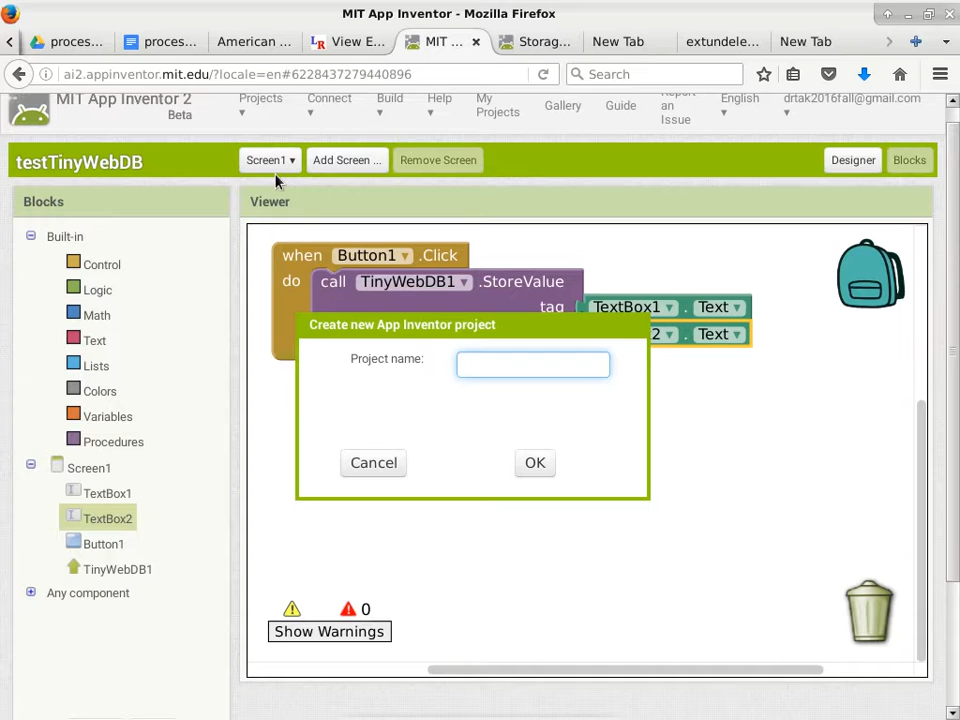 MIT App Inventor - Mozilla Firefox
proces... proces... American ... View E... MIT ... Storag... New Tab extundele... New Tab
ai2.appinventor.mit.edu/?locale=en#6228437279440896
Search
MIT App Inventor 2
Beta
Projects
Connect
Build
Help
My
Projects
Gallery
Guide
Report
an
Issue
English
drtak2016fall@gmail.com
testTinyWebDB
Screen1
Add Screen ...
Remove Screen
Designer
Blocks
Blocks
Viewer
Built-in
Control
Logic
Math
Text
Lists
Colors
Variables
Procedures
Screen1
TextBox1
TextBox2
Button1
TinyWebDB1
Any component
when Button1 .Click
do call TinyWebDB1 .StoreValue
tag TextBox1 . Text
2 . Text
Create new App Inventor project
Project name:
Cancel OK
0
Show Warnings